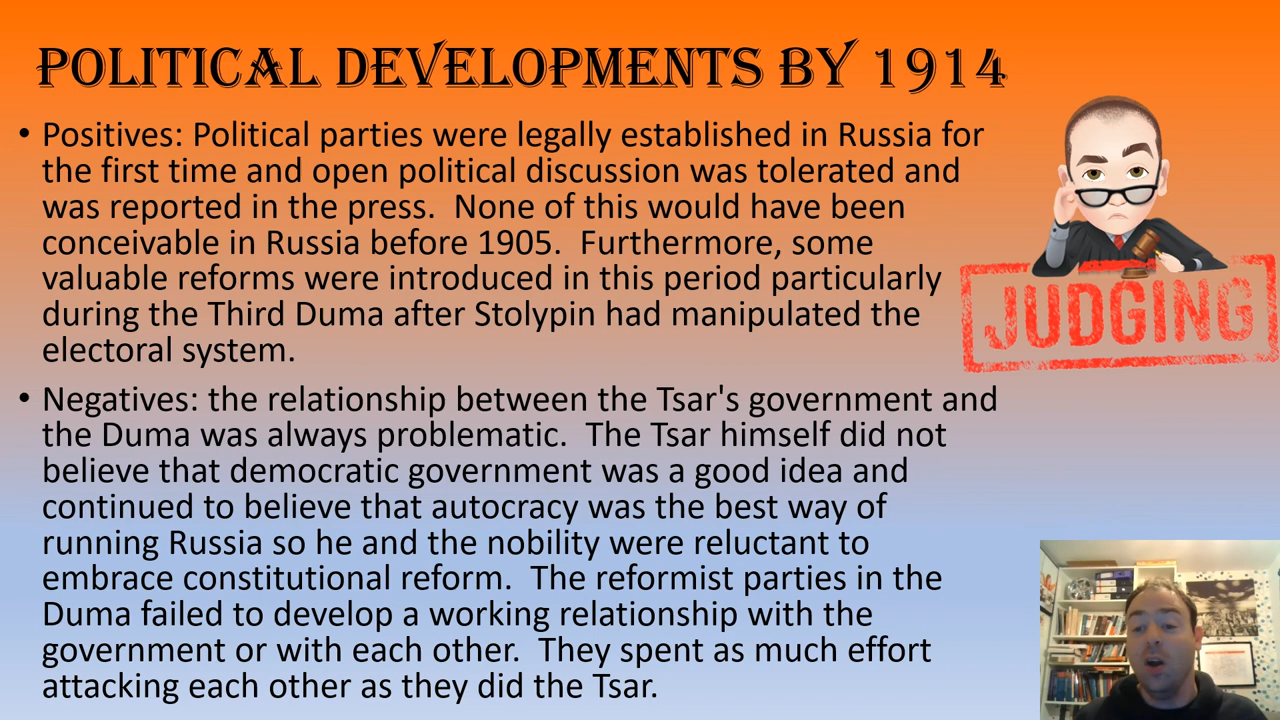 POLITICAL DEVELOPMENTS BY 1914
• Positives: Political parties were legally established in Russia for
the first time and open political discussion was tolerated and
was reported in the press.  None of this would have been
conceivable in Russia before 1905.  Furthermore, some
valuable reforms were introduced in this period particularly
during the Third Duma after Stolypin had manipulated the
electoral system.
JUDGING
• Negatives: the relationship between the Tsar's government and
the Duma was always problematic.  The Tsar himself did not
believe that democratic government was a good idea and
continued to believe that autocracy was the best way of
running Russia so he and the nobility were reluctant to
embrace constitutional reform.  The reformist parties in the
Duma failed to develop a working relationship with the
government or with each other.  They spent as much effort
attacking each other as they did the Tsar.